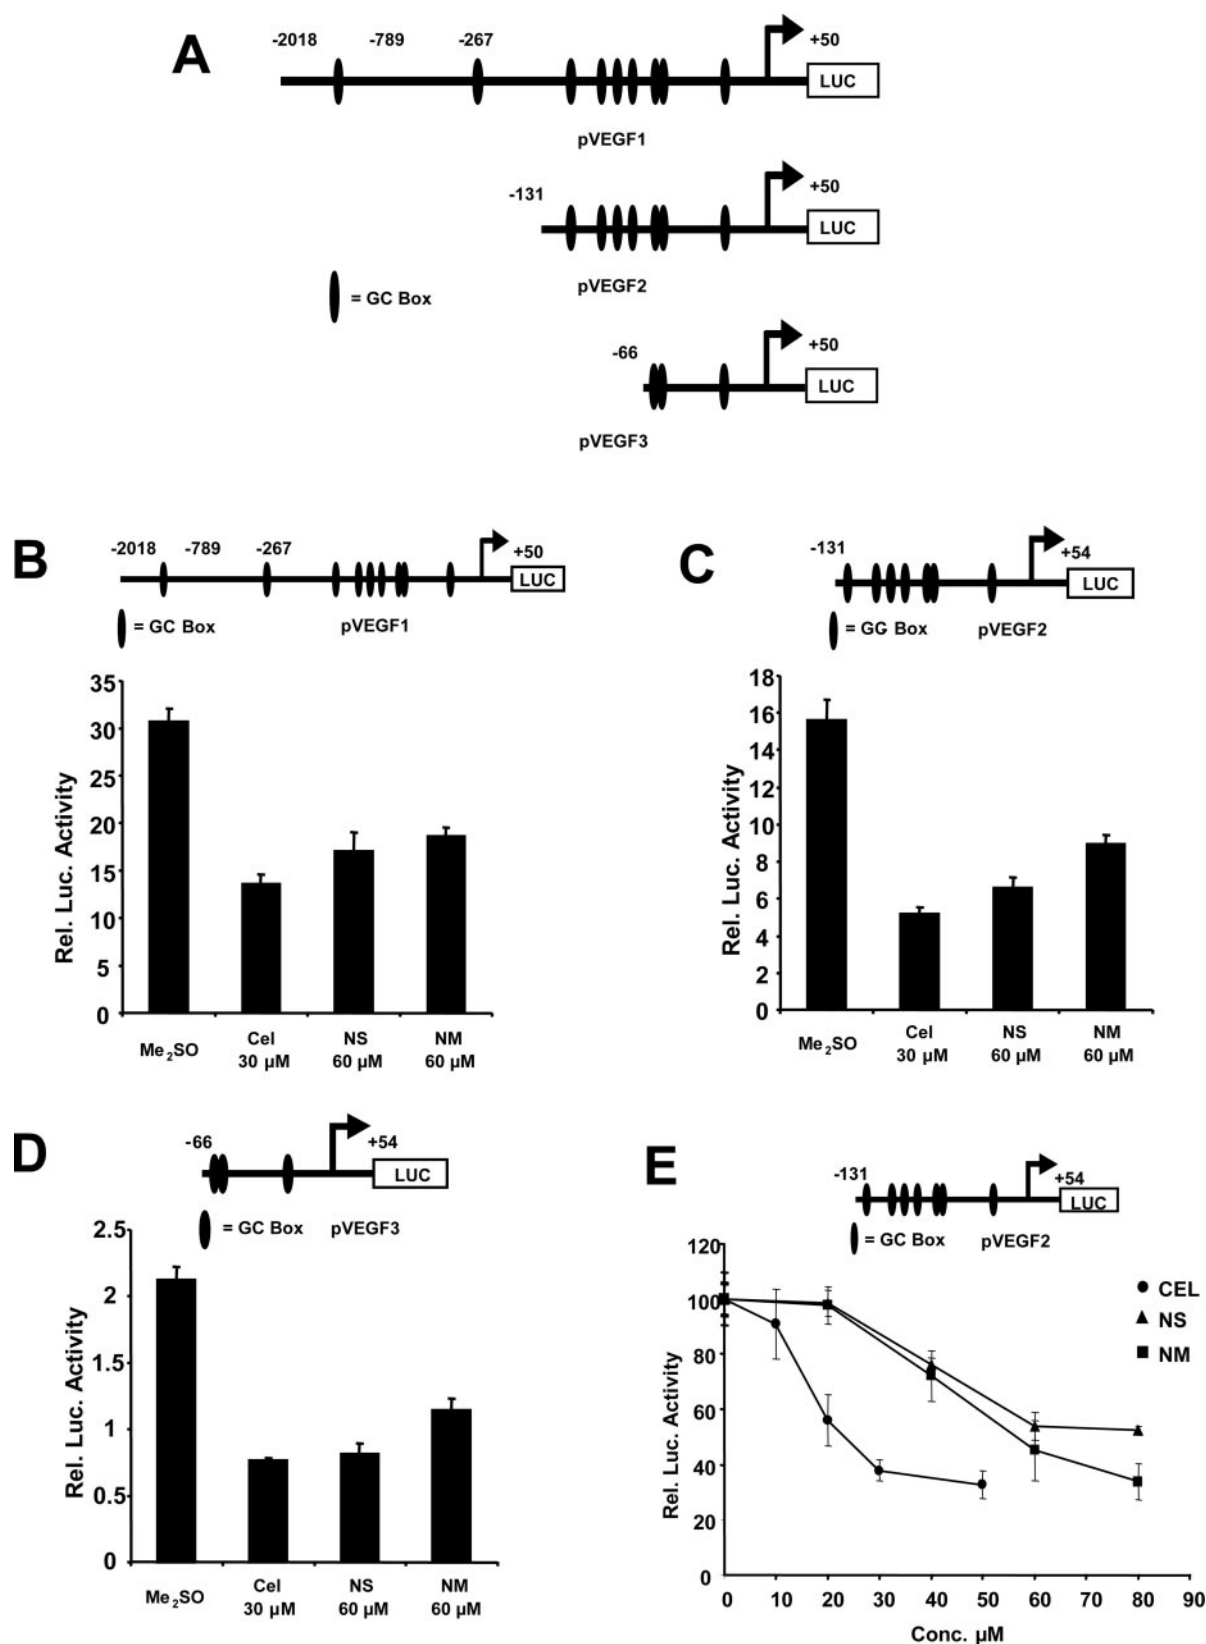 A
-2018 -789 -267 +50
LUC
pVEGF1
-131 +50
LUC
pVEGF2
= GC Box
-66 +50
LUC
pVEGF3
B
-2018 -789 -267 +50
LUC
= GC Box pVEGF1
35
30
25
20
15
10
5
0
Rel. Luc. Activity
Me2SO Cel 30 µM NS 60 µM NM 60 µM
C
-131 +54
LUC
= GC Box pVEGF2
18
16
14
12
10
8
6
4
2
0
Rel. Luc. Activity
Me2SO Cel 30 µM NS 60 µM NM 60 µM
D
-66 +54
LUC
= GC Box pVEGF3
2.5
2
1.5
1
0.5
0
Rel. Luc. Activity
Me2SO Cel 30 µM NS 60 µM NM 60 µM
E
-131 +54
LUC
= GC Box pVEGF2
120
100
80
60
40
20
0
Rel. Luc. Activity
CEL
NS
NM
0 10 20 30 40 50 60 70 80 90
Conc. µM